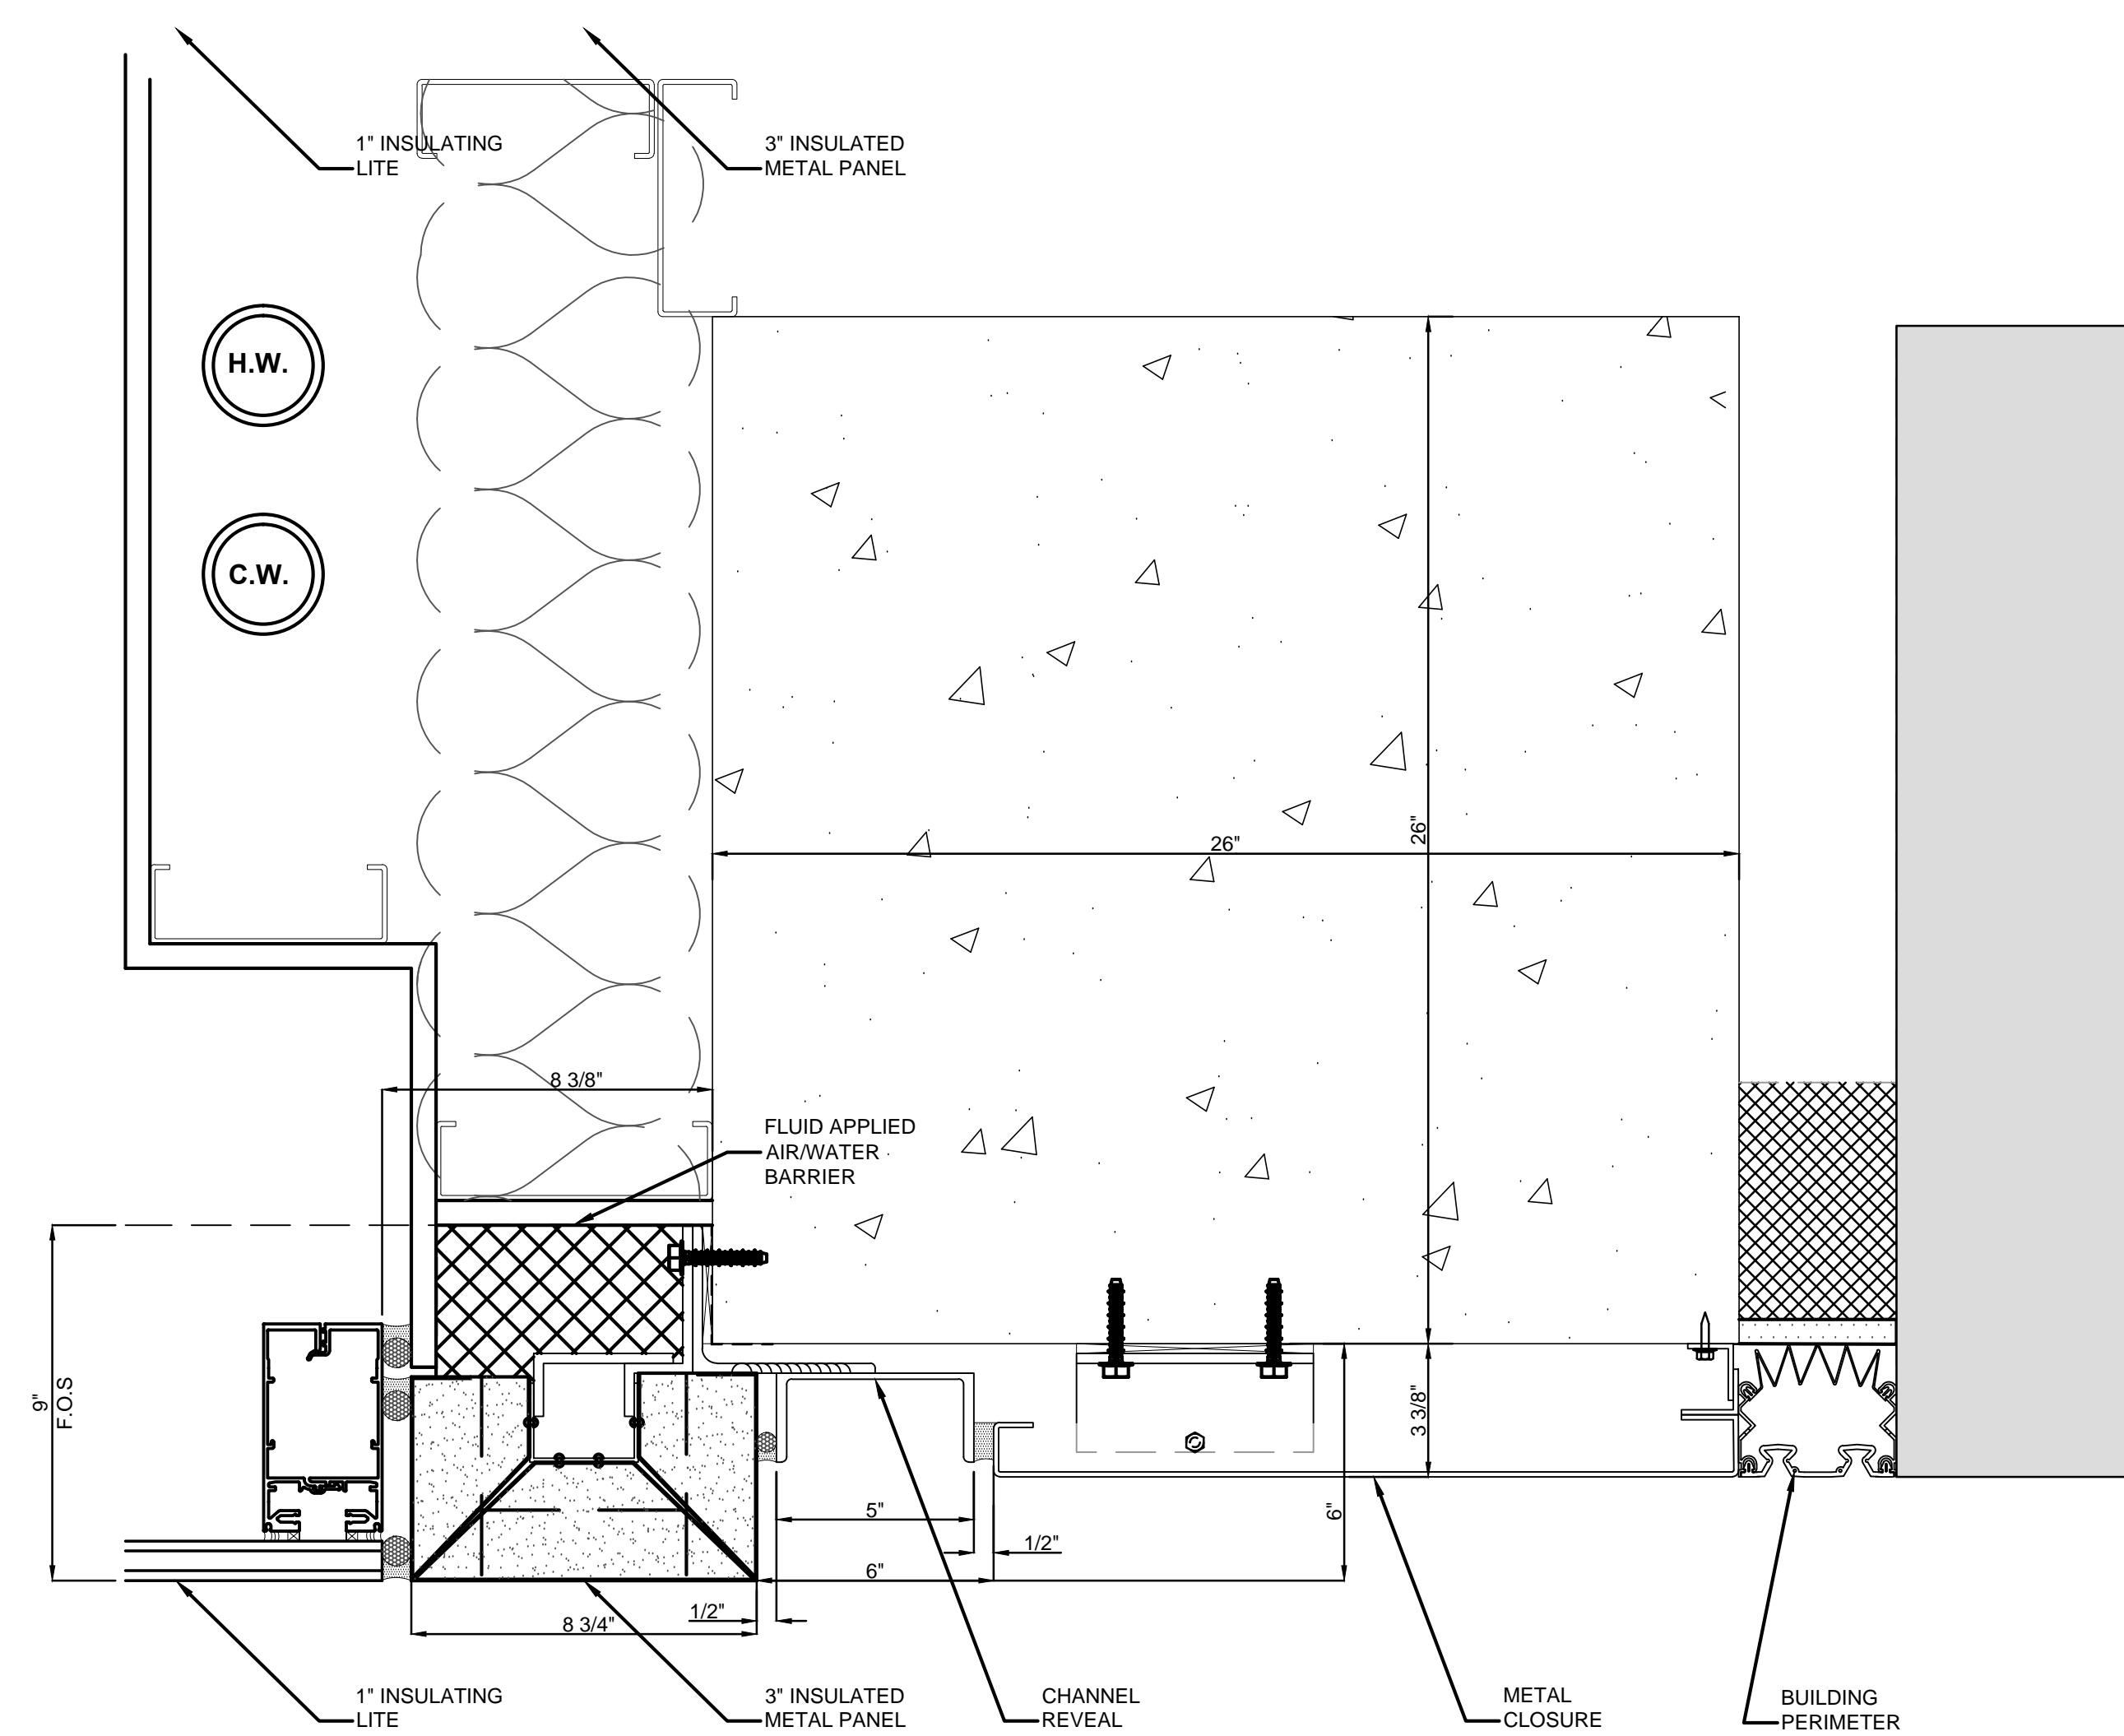 1" INSULATING
LITE
3" INSULATED
METAL PANEL
H.W.
C.W.
26"
26"
8 3/8"
FLUID APPLIED
AIR/WATER
BARRIER
9"
F.O.S
3 3/8"
6"
5"
1/2"
6"
1/2"
8 3/4"
1" INSULATING
LITE
3" INSULATED
METAL PANEL
CHANNEL
REVEAL
METAL
CLOSURE
BUILDING
PERIMETER